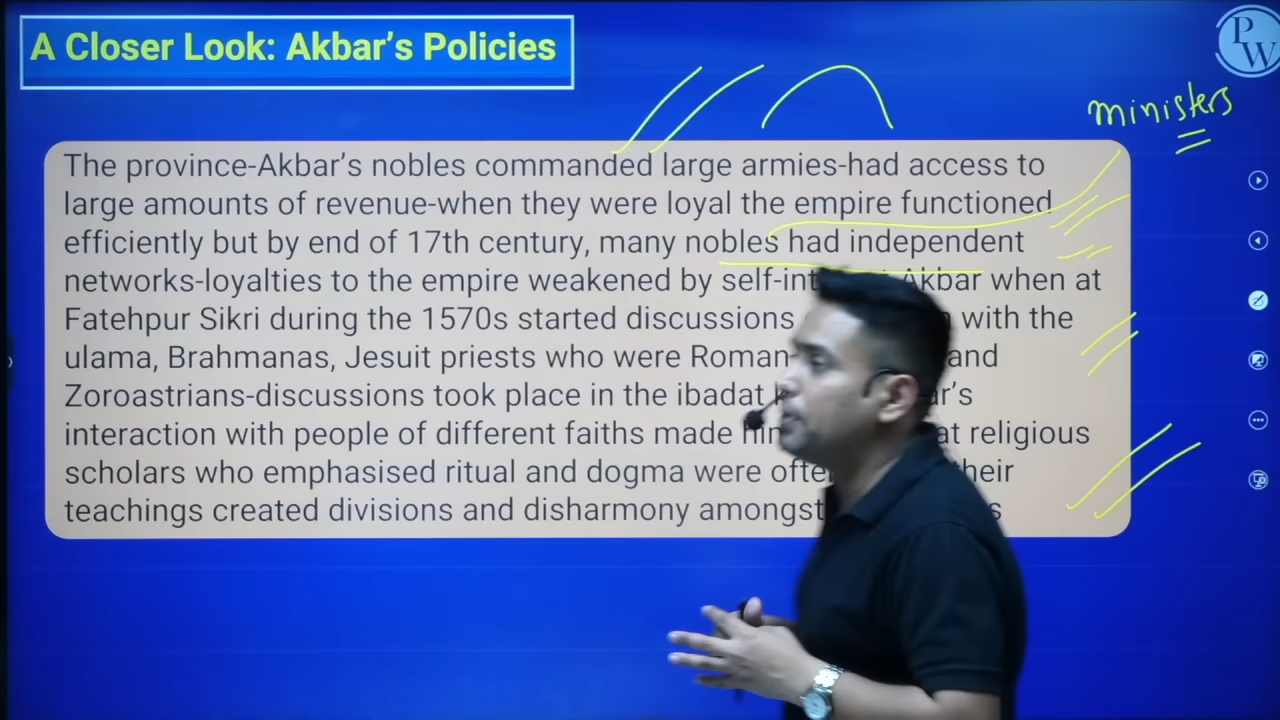 A Closer Look: Akbar's Policies
PW
ministers
The province-Akbar's nobles commanded large armies-had access to
large amounts of revenue-when they were loyal the empire functioned
efficiently but by end of 17th century, many nobles had independent
networks-loyalties to the empire weakened by self-int Akbar when at
Fatehpur Sikri during the 1570s started discussions with the
ulama, Brahmanas, Jesuit priests who were Roman and
Zoroastrians-discussions took place in the ibadat ar's
interaction with people of different faiths made at religious
scholars who emphasised ritual and dogma were heir
teachings created divisions and disharmony amongst